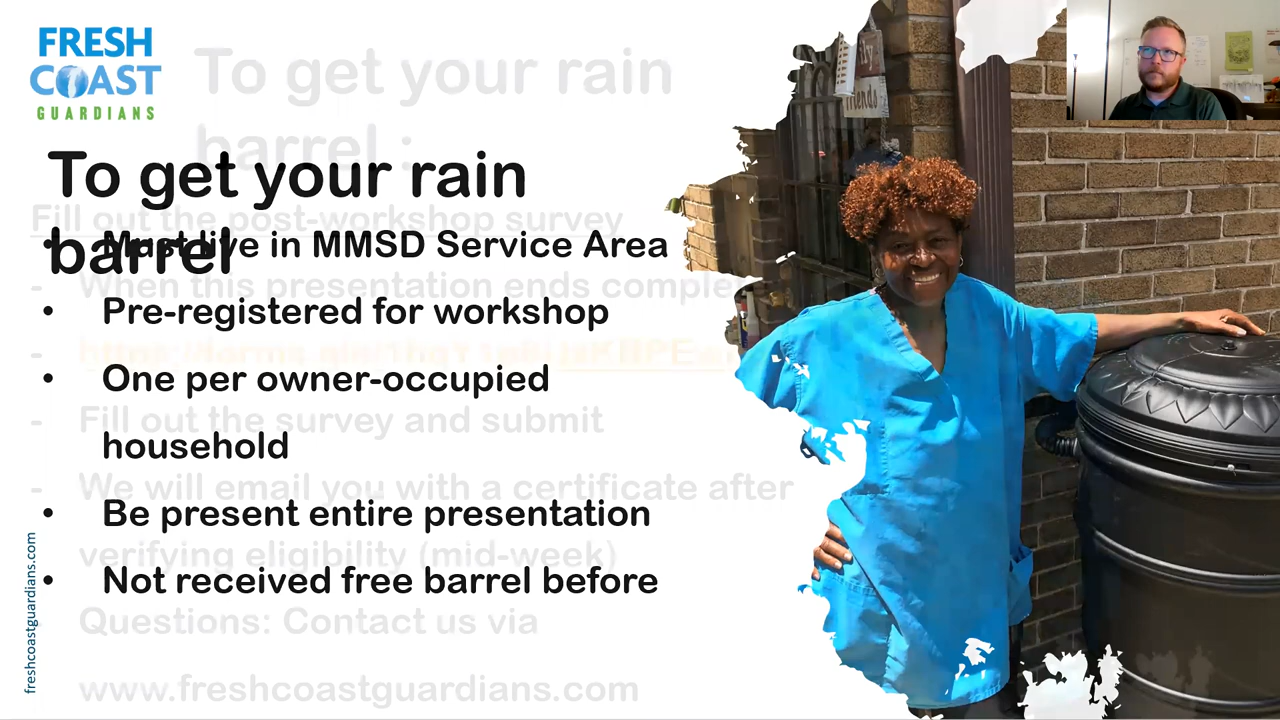 FRESH
COAST
GUARDIANS
To get your rain
barrel :
To get your rain
barrel
Fill out the post-workshop survey
• Must live in MMSD Service Area
- When this presentation ends
• Pre-registered for workshop
-
• One per owner-occupied
- Fill out the survey and submit
household
- We will email you with a certificate after
• Be present entire presentation
verifying eligibility (mid-week)
• Not received free barrel before
Questions: Contact us via
www.freshcoastguardians.com
freshcoastguardians.com
friends